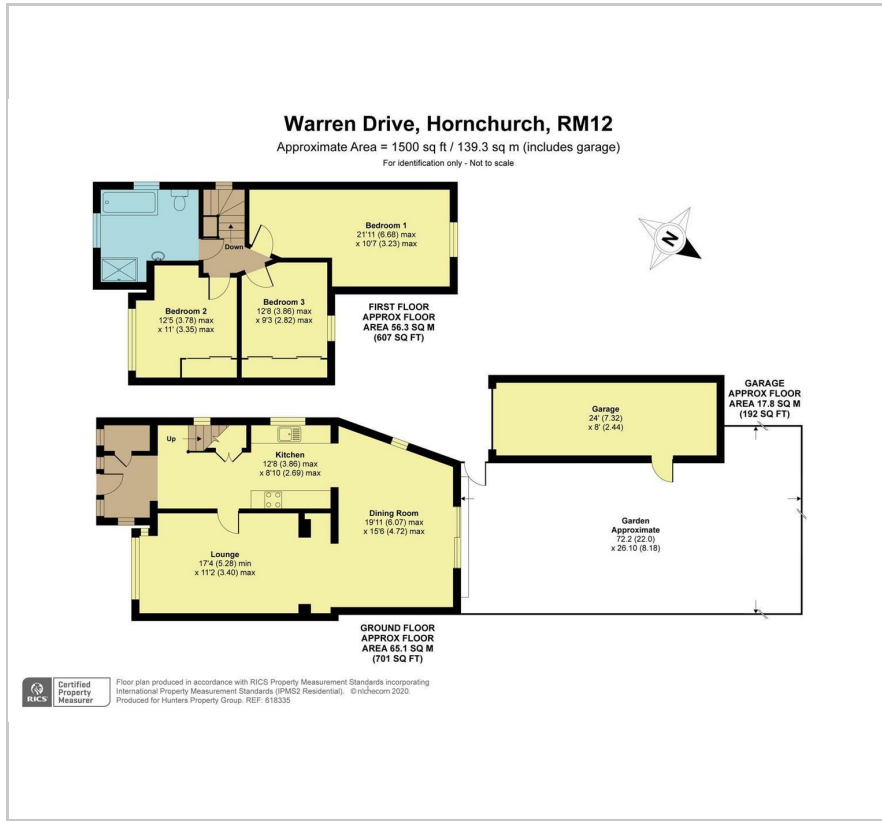 Warren Drive, Hornchurch, RM12
Approximate Area = 1500 sq ft / 139.3 sq m (includes garage)
For identification only - Not to scale
Bedroom 1
21'11 (6.68) max
x 10'7 (3.23) max
Down
N
Bedroom 2
12'5 (3.78) max
x 11' (3.35) max
Bedroom 3
12'8 (3.86) max
x 9'3 (2.82) max
FIRST FLOOR
APPROX FLOOR
AREA 56.3 SQ M
(607 SQ FT)
Garage
24' (7.32)
x 8' (2.44)
GARAGE
APPROX FLOOR
AREA 17.8 SQ M
(192 SQ FT)
Up
Kitchen
12'8 (3.86) max
x 8'10 (2.69) max
Dining Room
19'11 (6.07) max
x 15'6 (4.72) max
Garden
Approximate
72.2 (22.0)
x 26.10 (8.18)
Lounge
17'4 (5.28) min
x 11'2 (3.40) max
GROUND FLOOR
APPROX FLOOR
AREA 65.1 SQ M
(701 SQ FT)
RICS
Certified
Property
Measurer
Floor plan produced in accordance with RICS Property Measurement Standards incorporating
International Property Measurement Standards (IPMS2 Residential). © nichecom 2020.
Produced for Hunters Property Group. REF: 618335